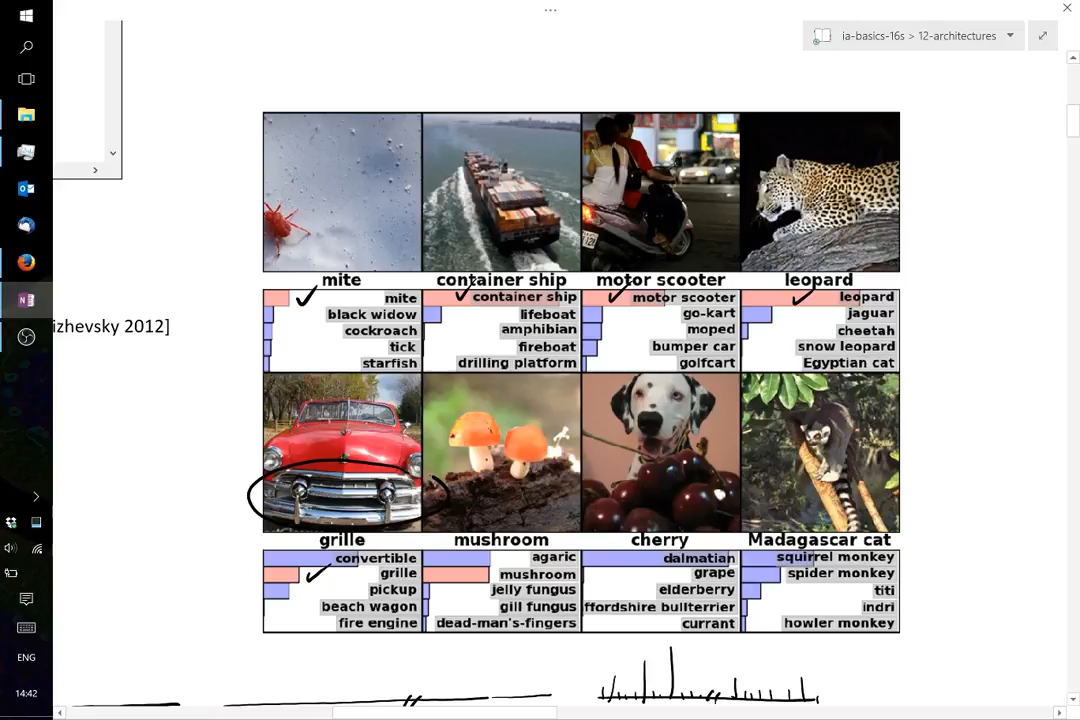 ...
ia-basics-16s > 12-architectures
izhevsky 2012]
mite
container ship
motor scooter
leopard
mite
black widow
cockroach
tick
starfish
container ship
lifeboat
amphibian
fireboat
drilling platform
motor scooter
go-kart
moped
bumper car
golfcart
leopard
jaguar
cheetah
snow leopard
Egyptian cat
grille
mushroom
cherry
Madagascar cat
convertible
grille
pickup
beach wagon
fire engine
agaric
mushroom
jelly fungus
gill fungus
dead-man's-fingers
dalmatian
grape
elderberry
ffordshire bullterrier
currant
squirrel monkey
spider monkey
titi
indri
howler monkey
ENG
14:42